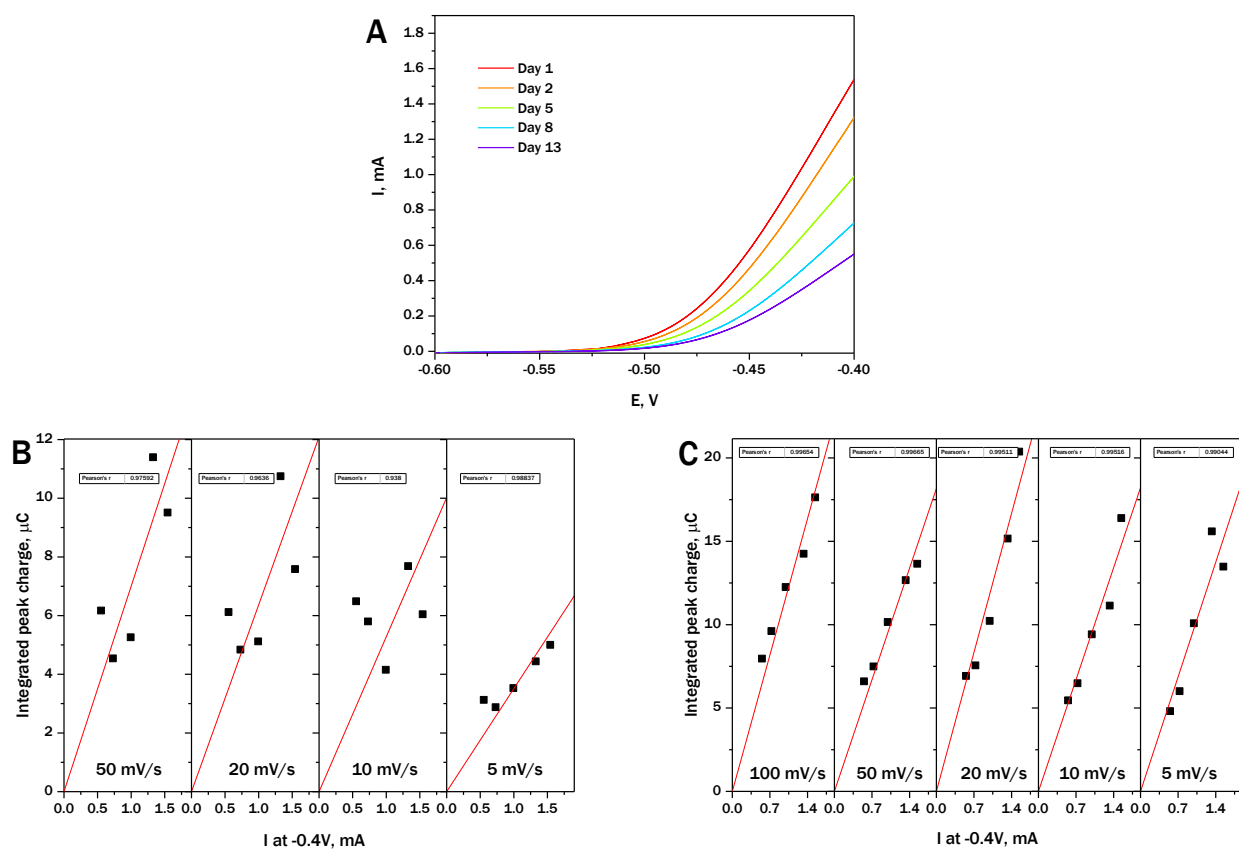 A
1.8
1.6
1.4
1.2
1.0
0.8
0.6
0.4
0.2
0.0
I, mA
Day 1
Day 2
Day 5
Day 8
Day 13
-0.60 -0.55 -0.50 -0.45 -0.40
E, V
B
Integrated peak charge, μC
12
10
8
6
4
2
0
Pearson's r 0.97592
Pearson's r 0.9636
Pearson's r 0.938
Pearson's r 0.98837
50 mV/s 20 mV/s 10 mV/s 5 mV/s
0.0 0.5 1.0 1.5 0.0 0.5 1.0 1.5 0.0 0.5 1.0 1.5 0.0 0.5 1.0 1.5
I at -0.4V, mA
C
Integrated peak charge, μC
20
15
10
5
0
Pearson's r 0.99654
Pearson's r 0.99665
Pearson's r 0.99511
Pearson's r 0.99516
Pearson's r 0.99044
100 mV/s 50 mV/s 20 mV/s 10 mV/s 5 mV/s
0.0 0.7 1.4 0.0 0.7 1.4 0.0 0.7 1.4 0.0 0.7 1.4 0.0 0.7 1.4
I at -0.4V, mA